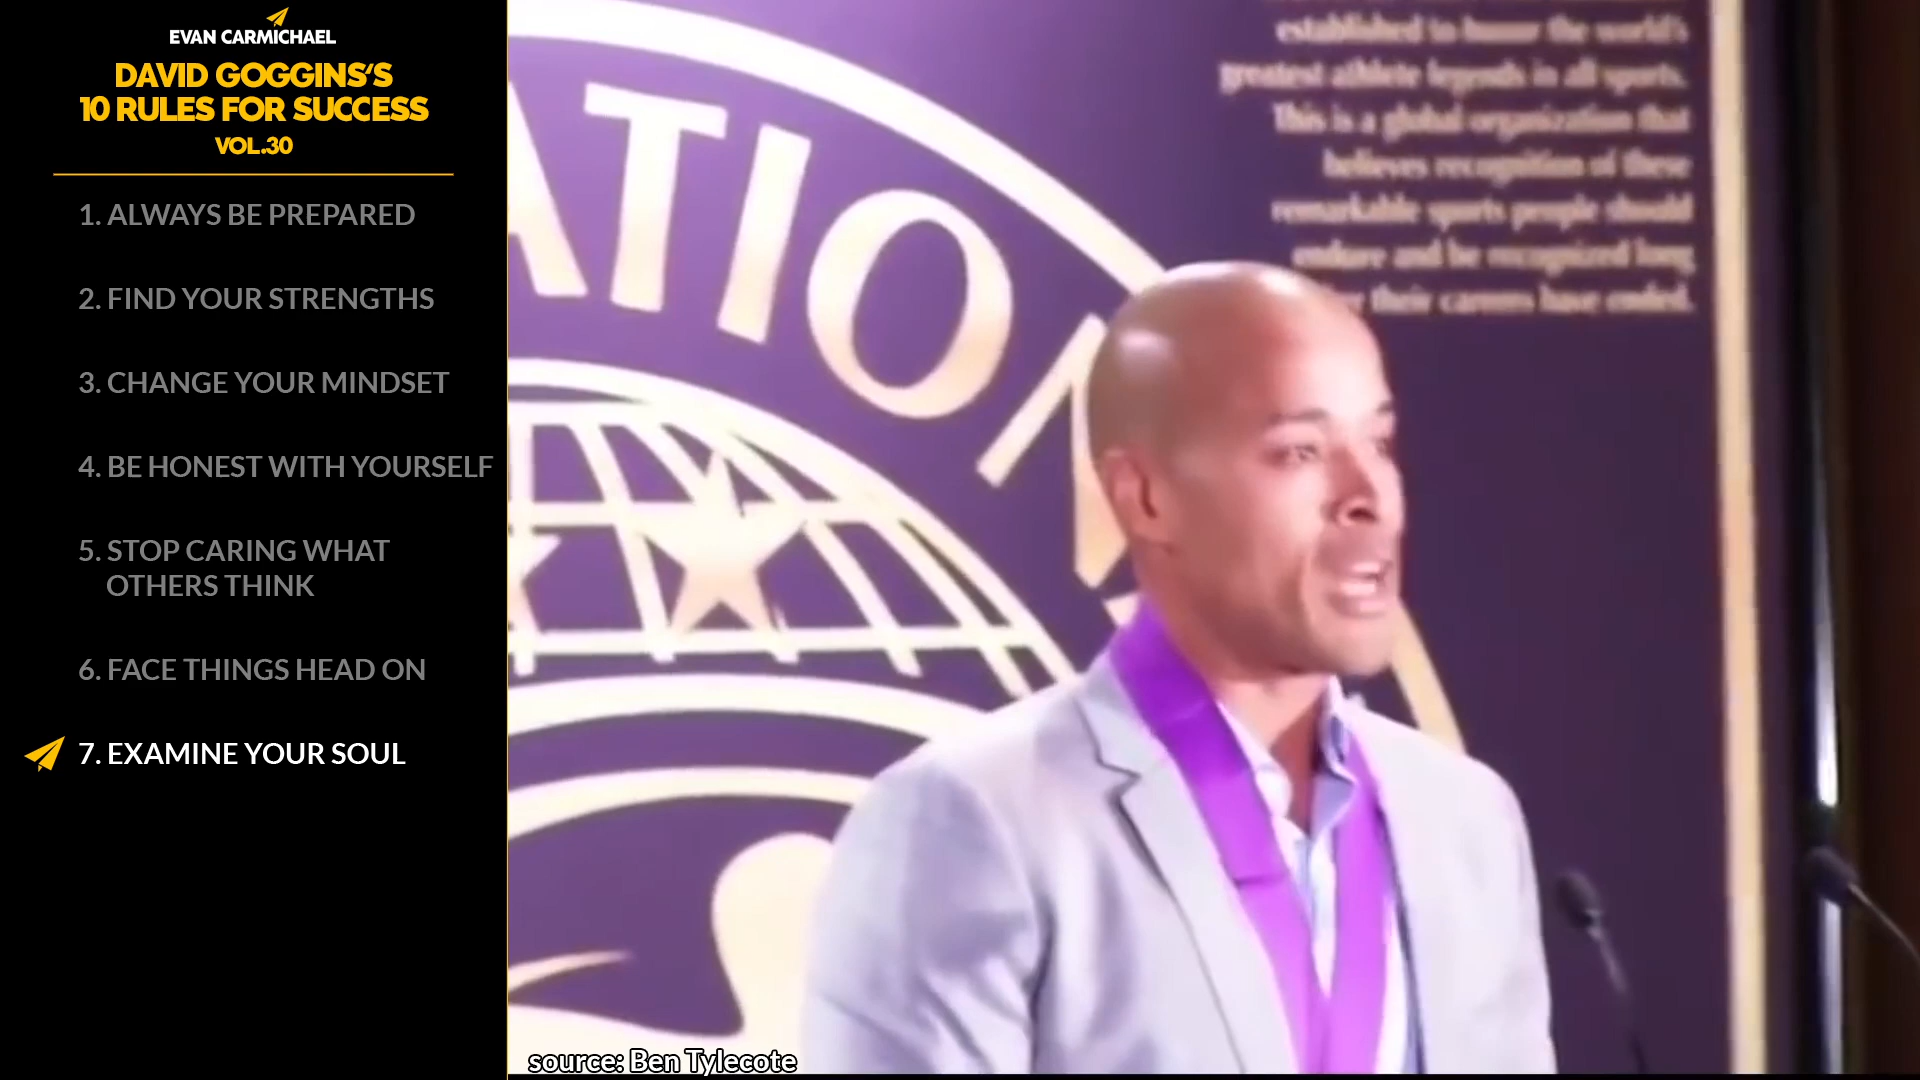 EVAN CARMICHAEL
DAVID GOGGINS'S
10 RULES FOR SUCCESS
VOL.30
1. ALWAYS BE PREPARED
2. FIND YOUR STRENGTHS
3. CHANGE YOUR MINDSET
4. BE HONEST WITH YOURSELF
5. STOP CARING WHAT
OTHERS THINK
6. FACE THINGS HEAD ON
7. EXAMINE YOUR SOUL
ATION
established to honor the world's
greatest athlete legends in all sports.
This is a global organization that
believes recognition of these
remarkable sports people should
endure and be recognized long
their careers have ended.
source: Ben Tylecote